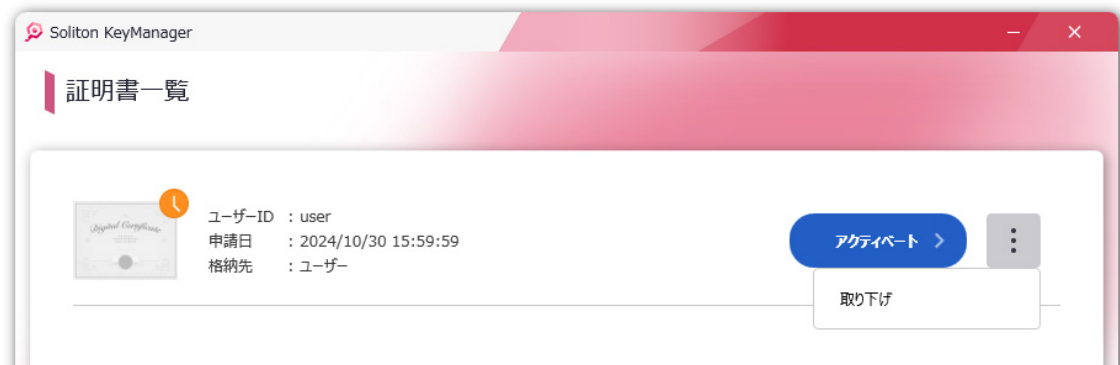 Soliton KeyManager
証明書一覧
Digital Certificate
ユーザーID : user
申請日 : 2024/10/30 15:59:59
格納先 : ユーザー
アクティベート
取り下げ